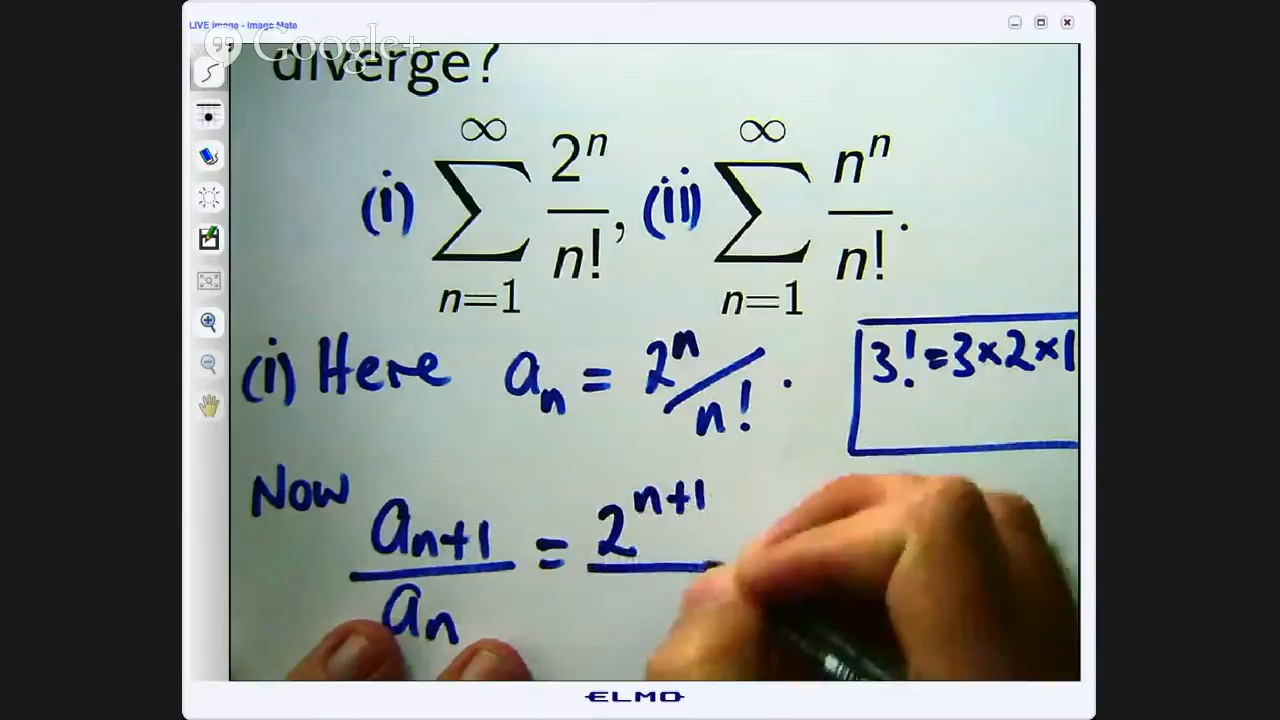 LIVE image - Image Mate
Google+
diverge?
(i) ∑_{n=1}^{∞} 2^n/n!, (ii) ∑_{n=1}^{∞} n^n/n!.
(i) Here a_n = 2^n/n! .
3! = 3×2×1
Now a_{n+1}/a_n = 2^{n+1}
ELMO